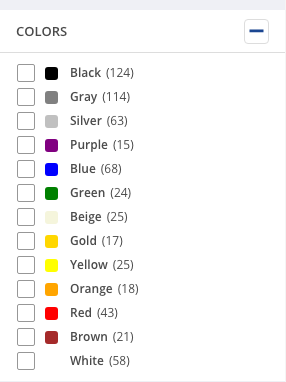 COLORS
Black (124)
Gray (114)
Silver (63)
Purple (15)
Blue (68)
Green (24)
Beige (25)
Gold (17)
Yellow (25)
Orange (18)
Red (43)
Brown (21)
White (58)